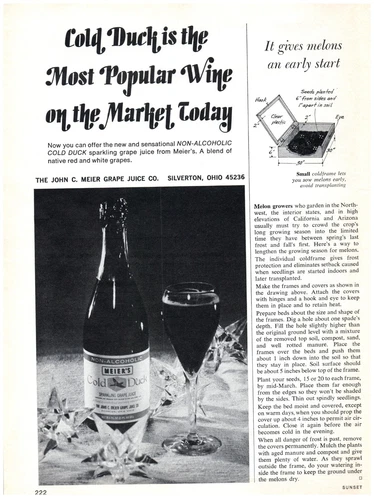 Cold Duck is the
Most Popular Wine
on the Market Today
Now you can offer the new and sensational NON-ALCOHOLIC
COLD DUCK sparkling grape juice from Meier's. A blend of
native red and white grapes.
THE JOHN C. MEIER GRAPE JUICE CO. SILVERTON, OHIO 45236
NON-ALCOHOLIC
MEIER'S
Cold Duck
SPARKLING GRAPE JUICE
222
It gives melons
an early start
Seeds planted
6" from sides and
1" apart in soil
Hook
Clear
plastic
Eye
Small coldframe lets
you sow melons early,
avoid transplanting
Melon growers who garden in the North-
west, the interior states, and in high
elevations of California and Arizona
usually must try to crowd the crop's
long growing season into the limited
time they have between spring's last
frost and fall's first. Here's a way to
lengthen the growing season for melons.
The individual coldframe gives frost
protection and eliminates setback caused
when seedlings are started indoors and
later transplanted.
Make the frames and covers as shown in
the drawing above. Attach the covers
with hinges and a hook and eye to keep
them in place and to retain heat.
Prepare beds about the size and shape of
the frames. Dig a hole about one spade's
depth. Fill the hole slightly higher than
the original ground level with a mixture
of the removed top soil, compost, sand,
and well rotted manure. Place the
frames over the beds and push them
about 1 inch down into the soil so that
they stay in place. Soil surface should
be about 5 inches below top of the frame.
Plant your seeds, 15 or 20 to each frame,
by mid-March. Place them far enough
from the edges so they won't be shaded
by the sides. Thin out spindly seedlings.
Keep the bed moist and covered, except
on warm days, when you should prop the
cover up about 4 inches to permit air cir-
culation. Close it again before the air
becomes cold in the evening.
When all danger of frost is past, remove
the covers permanently. Mulch the plants
with aged manure and compost and give
them plenty of water. As they sprawl
outside the frame, do your watering in-
side the frame to keep the ground under
the melons dry.
SUNSET